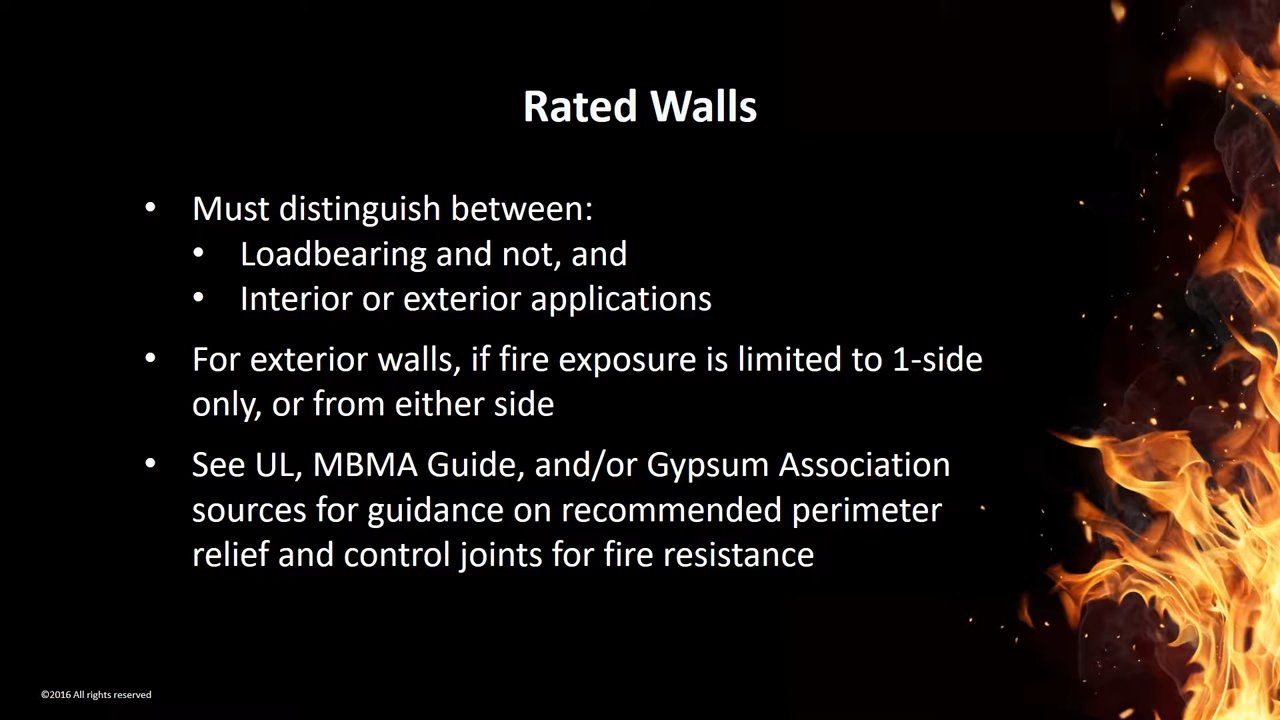 Rated Walls
• Must distinguish between:
• Loadbearing and not, and
• Interior or exterior applications
• For exterior walls, if fire exposure is limited to 1-side
only, or from either side
• See UL, MBMA Guide, and/or Gypsum Association
sources for guidance on recommended perimeter
relief and control joints for fire resistance
©2016 All rights reserved